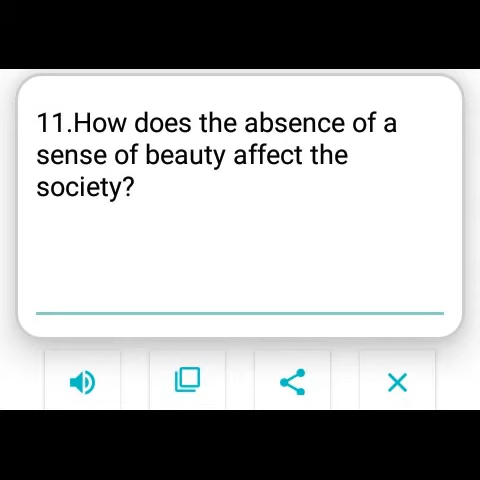 11.How does the absence of a
sense of beauty affect the
society?